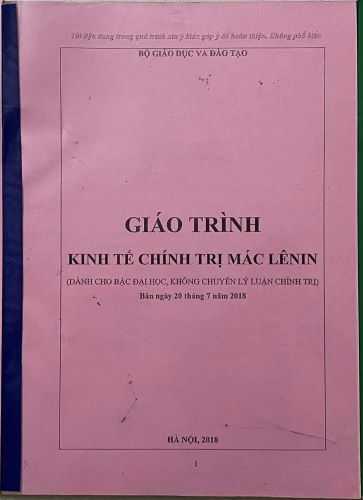 Tài liệu dùng trong quá trình xin ý kiến góp ý để hoàn thiện, Không phổ biến
BỘ GIÁO DỤC VÀ ĐÀO TẠO
GIÁO TRÌNH
KINH TẾ CHÍNH TRỊ MÁC LÊNIN
(DÀNH CHO BẬC ĐẠI HỌC, KHÔNG CHUYÊN LÝ LUẬN CHÍNH TRỊ)
Bản ngày 20 tháng 7 năm 2018
HÀ NỘI, 2018
1